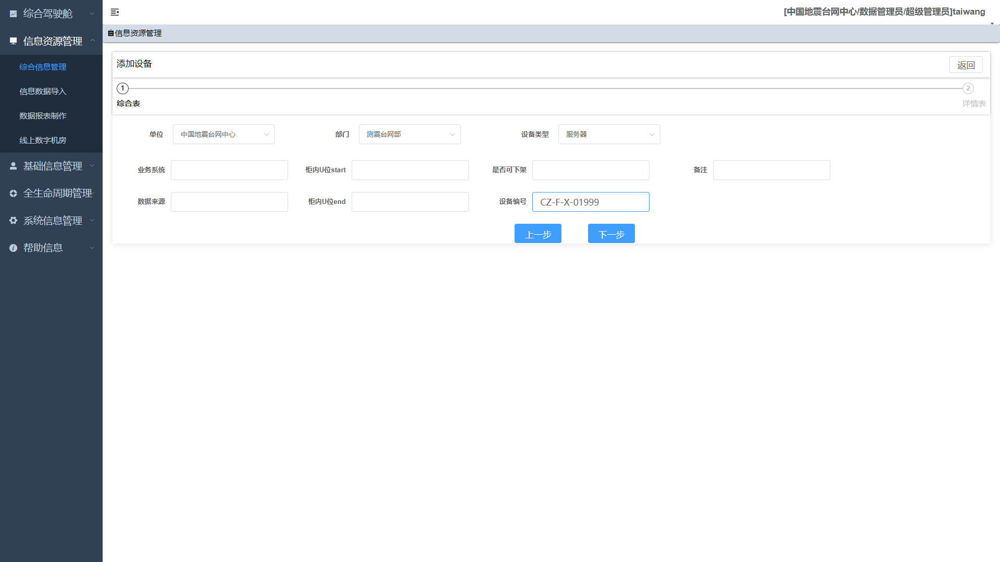 综合驾驶舱
信息资源管理
综合信息管理
信息数据导入
数据报表制作
线上数字机房
基础信息管理
全生命周期管理
系统信息管理
帮助信息
[中国地震台网中心/数据管理员/超级管理员]taiwang
信息资源管理
添加设备
返回
1
2
综合表
详情表
单位 中国地震台网中心 部门 测震台网部 设备类型 服务器
业务系统 柜内U位start 是否可下架 备注
数据来源 柜内U位end 设备编号 CZ-F-X-01999
上一步 下一步